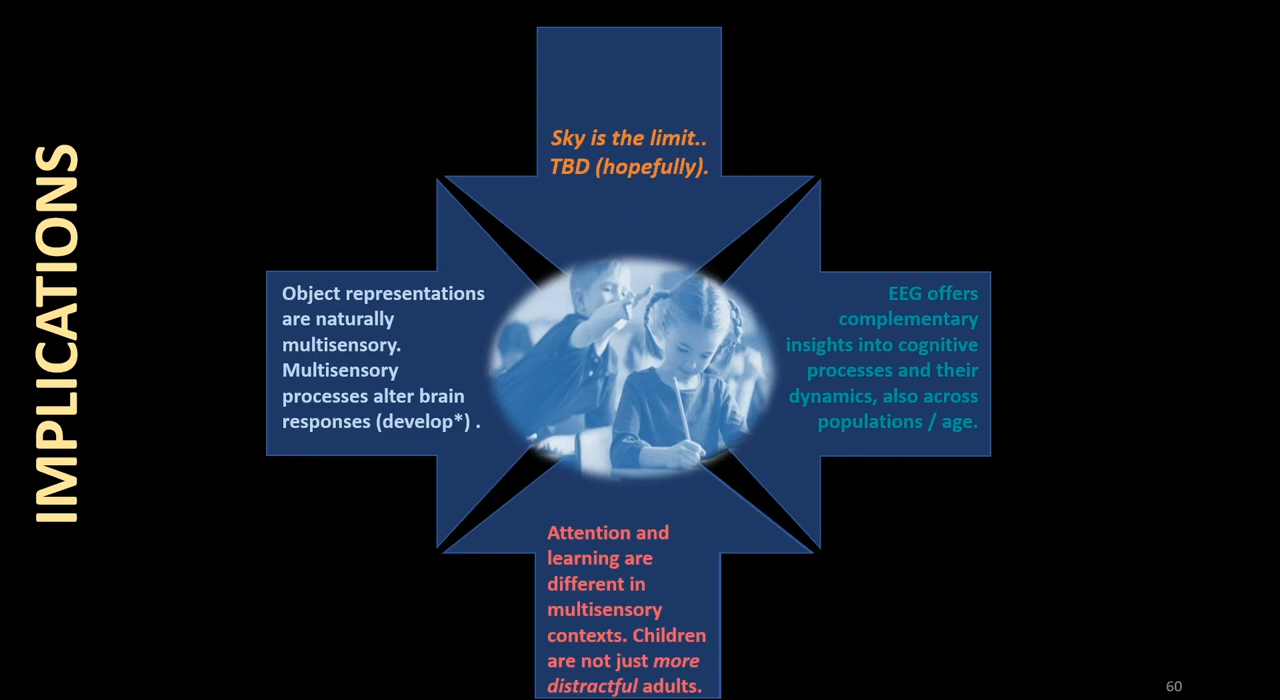 IMPLICATIONS
Sky is the limit..
TBD (hopefully).
Object representations
are naturally
multisensory.
Multisensory
processes alter brain
responses (develop*) .
EEG offers
complementary
insights into cognitive
processes and their
dynamics, also across
populations / age.
Attention and
learning are
different in
multisensory
contexts. Children
are not just more
distractful adults.
60